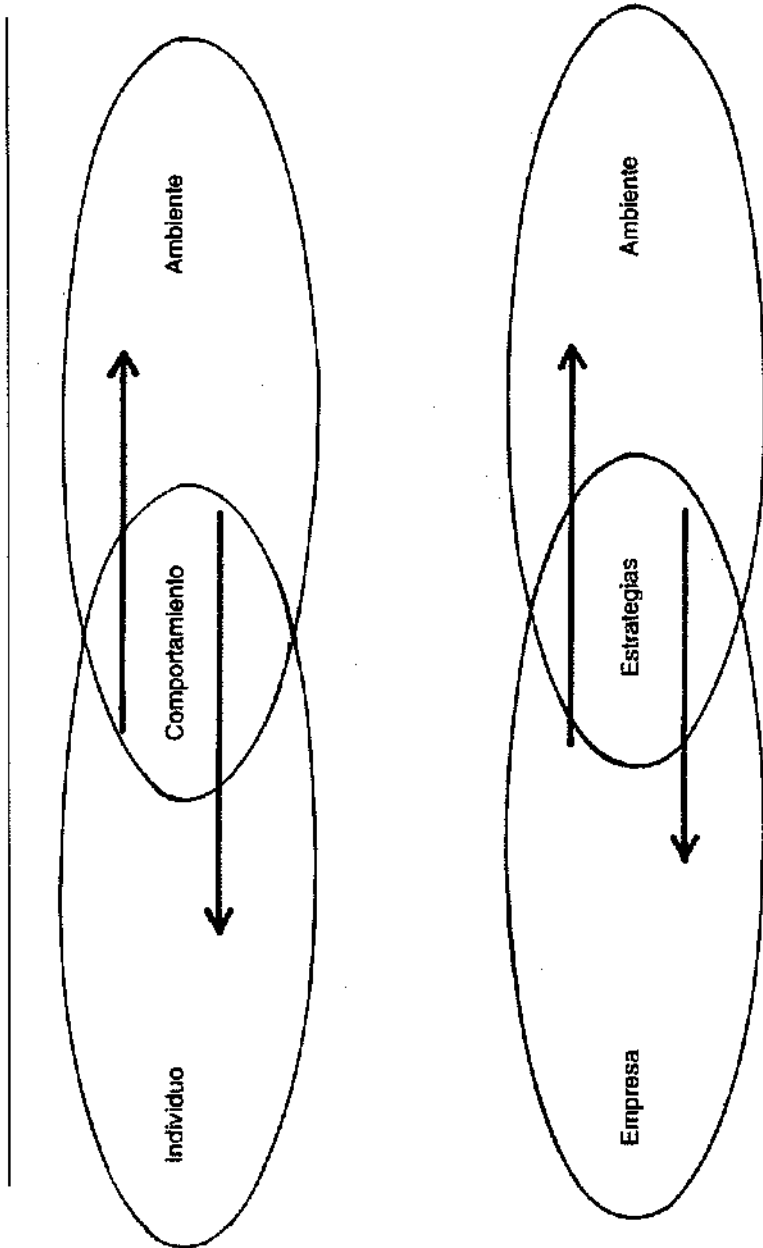 Individuo
Comportamiento
Ambiente
Empresa
Estrategias
Ambiente